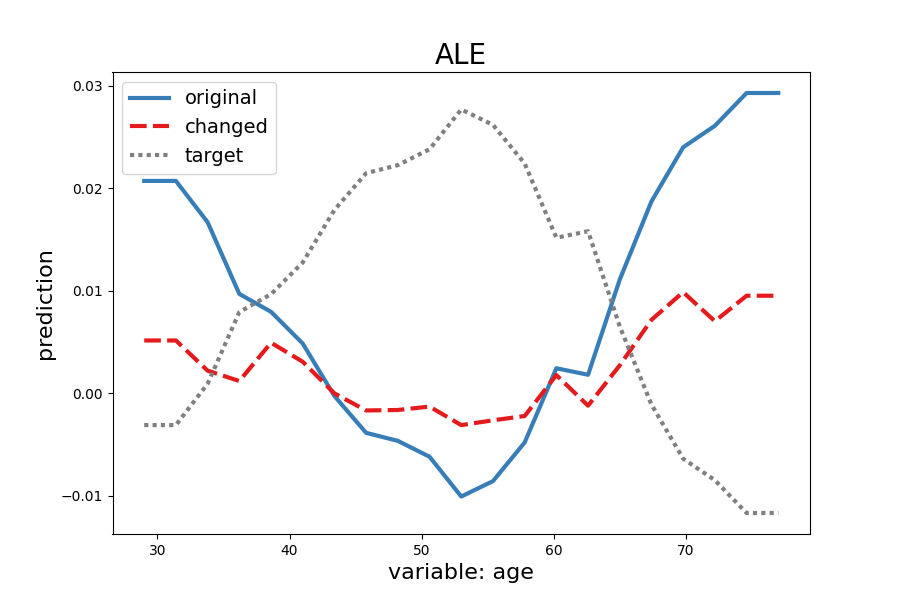 ALE
original
changed
target
prediction
0.03
0.02
0.01
0.00
−0.01
30 40 50 60 70
variable: age